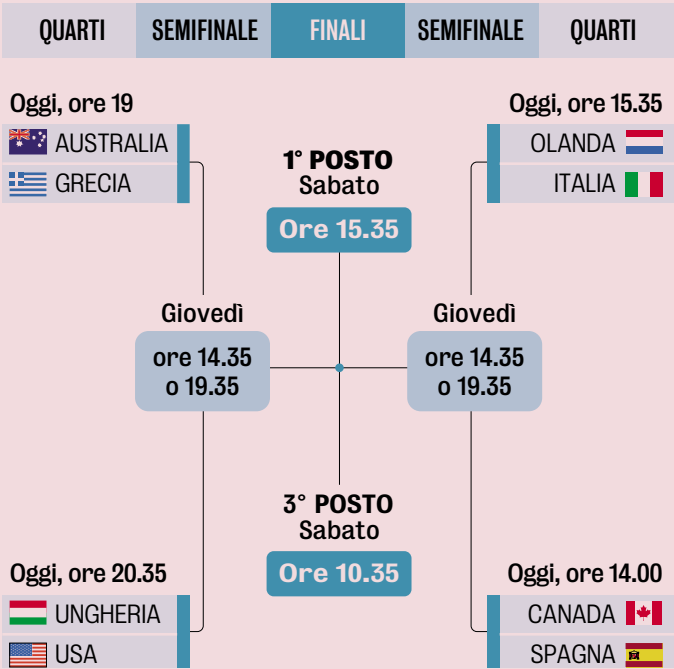 QUARTI SEMIFINALE FINALI SEMIFINALE QUARTI
Oggi, ore 19
AUSTRALIA
GRECIA
Oggi, ore 15.35
OLANDA
ITALIA
1° POSTO
Sabato
Ore 15.35
Giovedì
ore 14.35
o 19.35
Giovedì
ore 14.35
o 19.35
3° POSTO
Sabato
Ore 10.35
Oggi, ore 20.35
UNGHERIA
USA
Oggi, ore 14.00
CANADA
SPAGNA